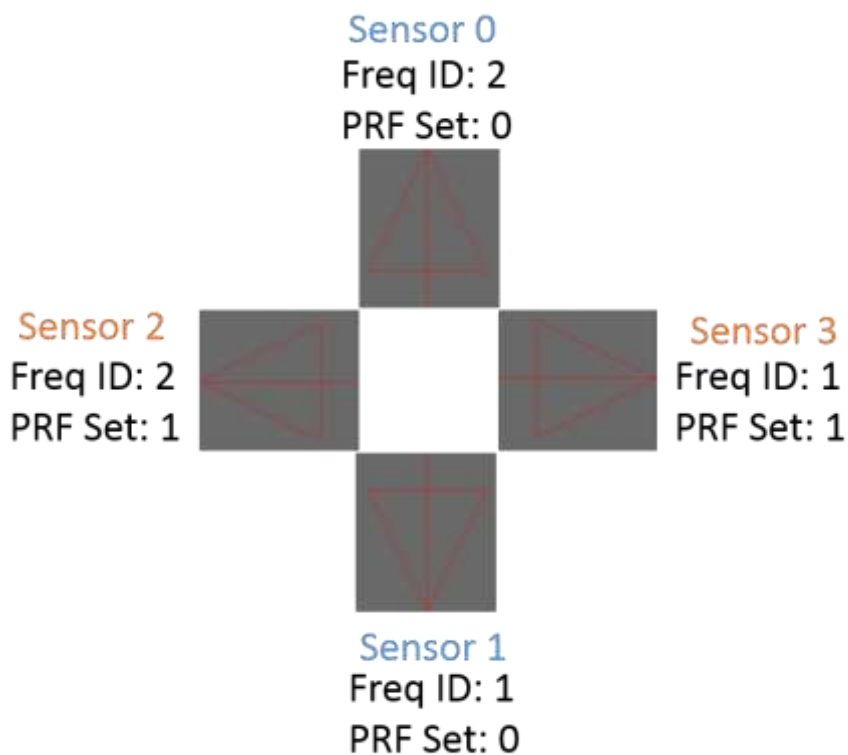 Sensor 0
Freq ID: 2
PRF Set: 0
Sensor 2
Freq ID: 2
PRF Set: 1
Sensor 3
Freq ID: 1
PRF Set: 1
Sensor 1
Freq ID: 1
PRF Set: 0